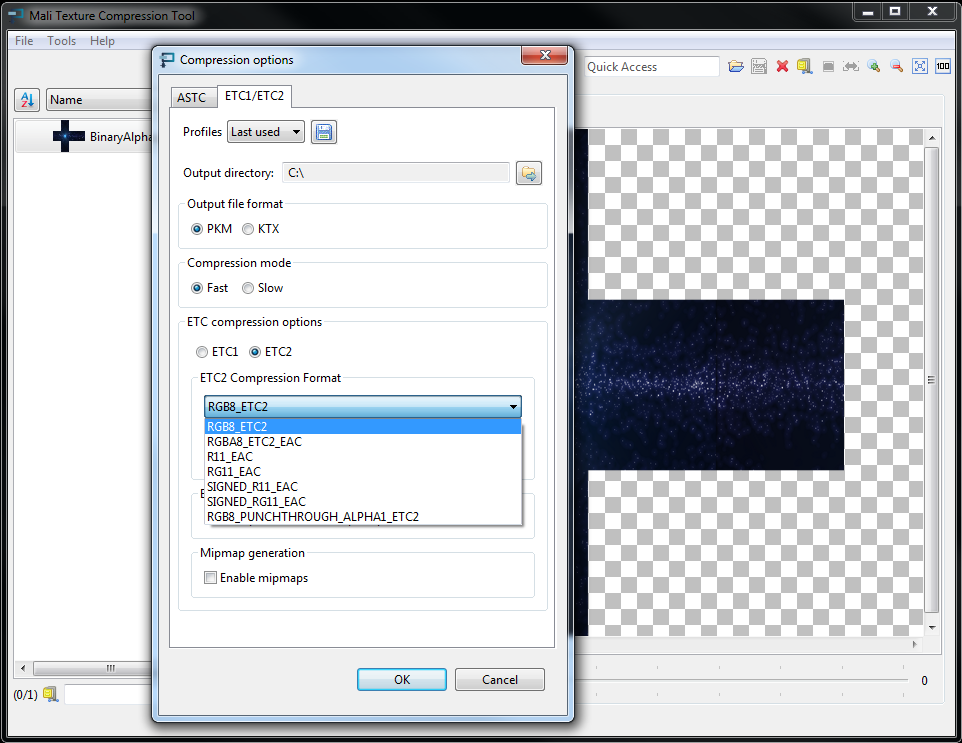 Mali Texture Compression Tool
File Tools Help
Compression options
Quick Access
100
AZ
Name
ASTC ETC1/ETC2
BinaryAlpha
Profiles Last used
Output directory: C:\
Output file format
PKM KTX
Compression mode
Fast Slow
ETC compression options
ETC1 ETC2
ETC2 Compression Format
RGB8_ETC2
RGB8_ETC2
RGBA8_ETC2_EAC
R11_EAC
RG11_EAC
SIGNED_R11_EAC
SIGNED_RG11_EAC
RGB8_PUNCHTHROUGH_ALPHA1_ETC2
Mipmap generation
Enable mipmaps
OK Cancel
(0/1)
0